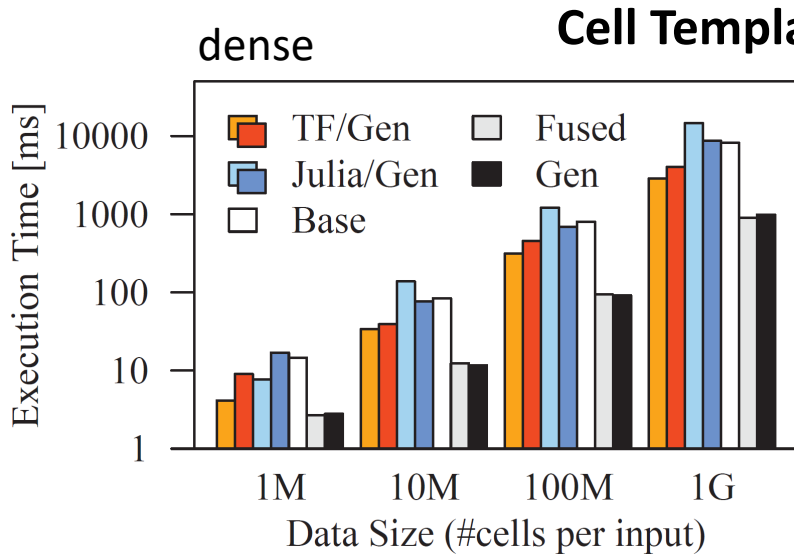 dense
Cell Templa
Execution Time [ms]
10000
1000
100
10
1
TF/Gen
Julia/Gen
Base
Fused
Gen
1M 10M 100M 1G
Data Size (#cells per input)